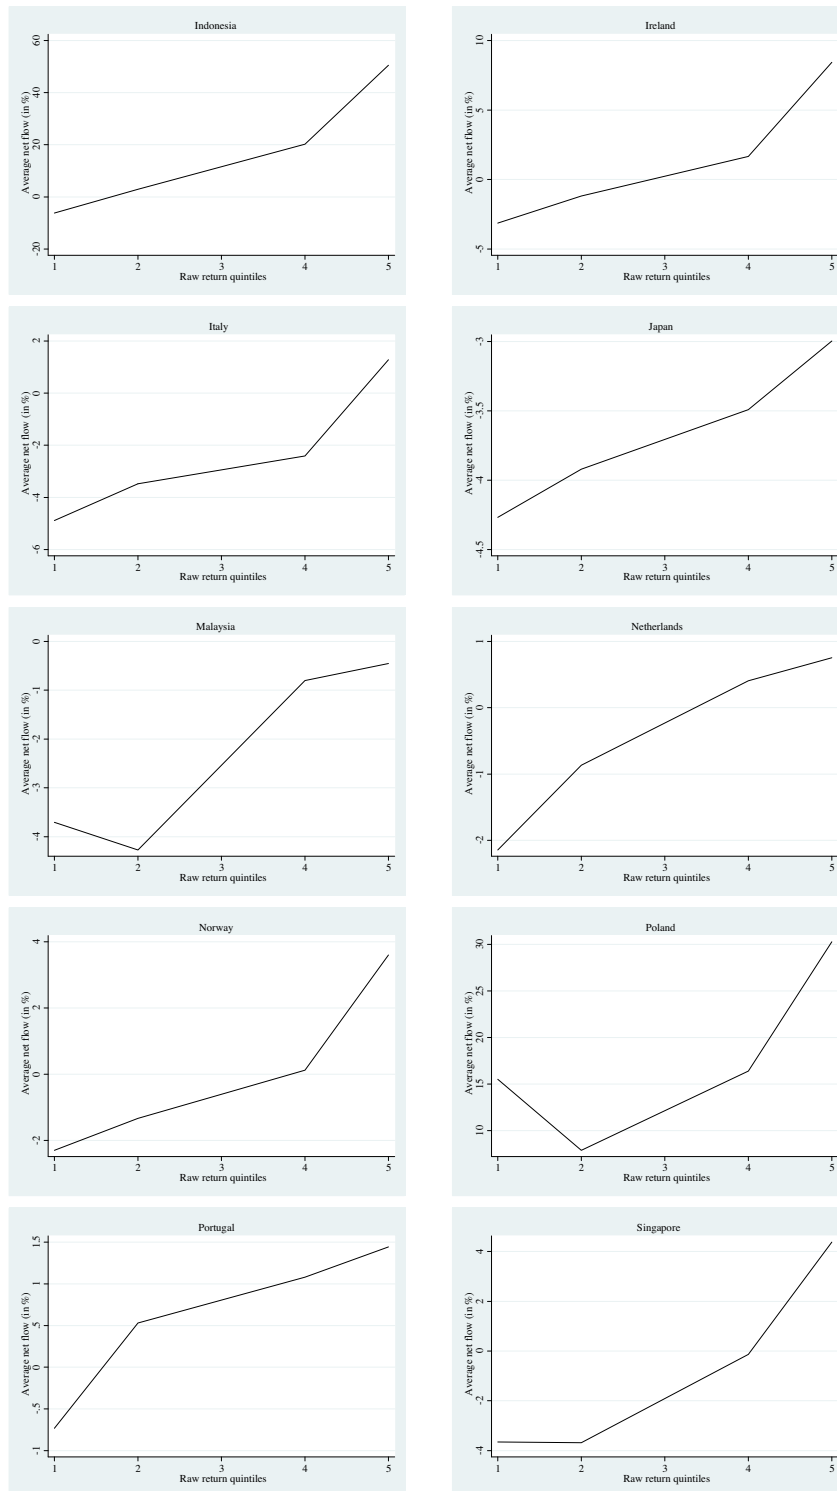 Indonesia
Average net flow (in %)
60
40
20
0
-20
1 2 3 4 5
Raw return quintiles
Ireland
Average net flow (in %)
10
5
0
-5
1 2 3 4 5
Raw return quintiles
Italy
Average net flow (in %)
2
0
-2
-4
-6
1 2 3 4 5
Raw return quintiles
Japan
Average net flow (in %)
-3
-3.5
-4
-4.5
1 2 3 4 5
Raw return quintiles
Malaysia
Average net flow (in %)
0
-1
-2
-3
-4
1 2 3 4 5
Raw return quintiles
Netherlands
Average net flow (in %)
1
0
-1
-2
1 2 3 4 5
Raw return quintiles
Norway
Average net flow (in %)
4
2
0
-2
1 2 3 4 5
Raw return quintiles
Poland
Average net flow (in %)
30
25
20
15
10
1 2 3 4 5
Raw return quintiles
Portugal
Average net flow (in %)
1.5
1
.5
0
-.5
-1
1 2 3 4 5
Raw return quintiles
Singapore
Average net flow (in %)
4
2
0
-2
-4
1 2 3 4 5
Raw return quintiles